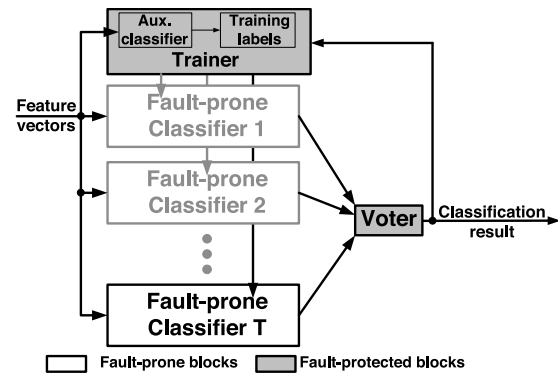 Aux.
classifier
Training
labels
Trainer
Feature
vectors
Fault-prone
Classifier 1
Fault-prone
Classifier 2
Voter
Classification
result
Fault-prone
Classifier T
Fault-prone blocks
Fault-protected blocks